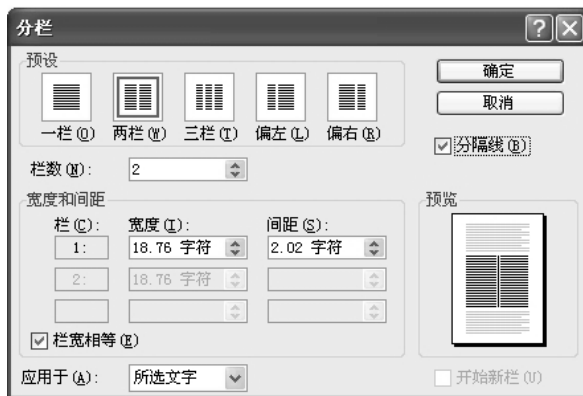 分栏
预设
一栏(O) 两栏(W) 三栏(T) 偏左(L) 偏右(R)
确定
取消
分隔线(B)
栏数(N): 2
宽度和间距
栏(C): 宽度(I): 间距(S):
1: 18.76 字符 2.02 字符
2: 18.76 字符
栏宽相等(E)
预览
应用于(A): 所选文字
开始新栏(U)